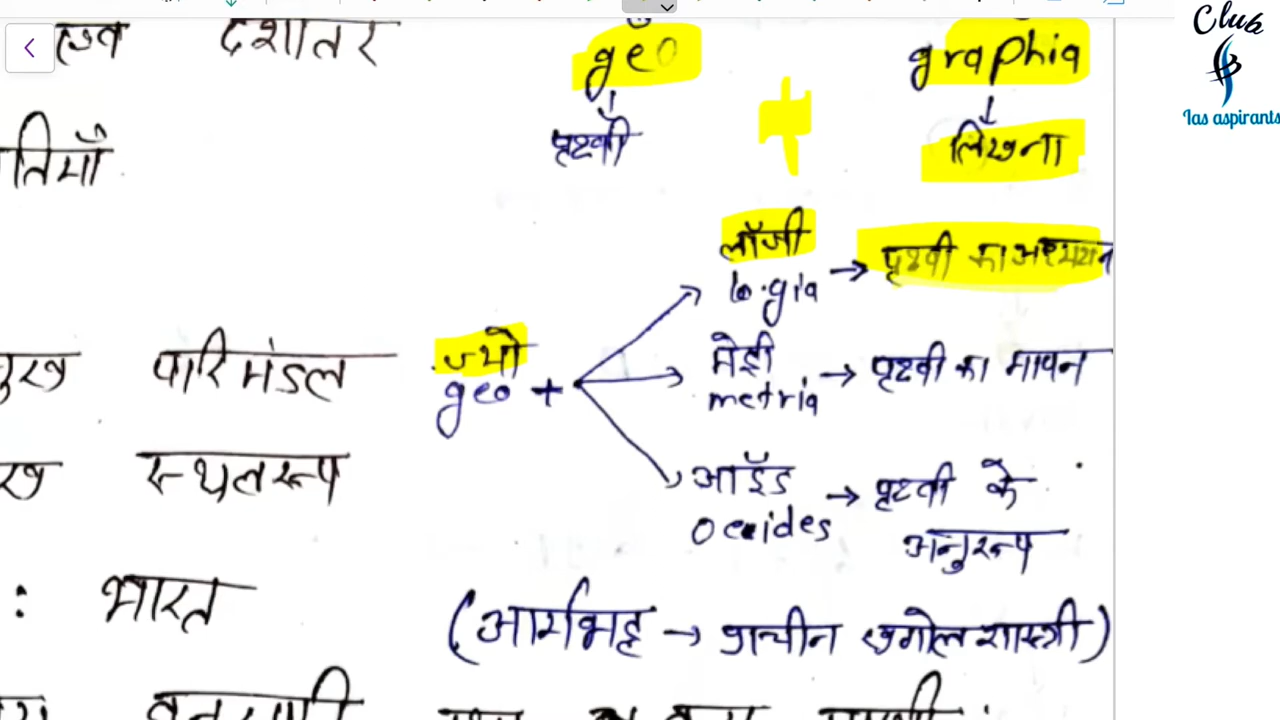 दशांतर geo graphia
पृथ्वी लिखना
तियाँ
लॉजी
logia → पृथ्वी का अध्ययन
ज्यो
geo +
मेट्री
metria → पृथ्वी का मापन
आॅइड
oeides → पृथ्वी के
अनुरूप
परिमंडल
स्थलरूप
: भारत
(आर्यभट्ट → प्राचीन खगोलशास्त्री)
Club
Ias aspirants